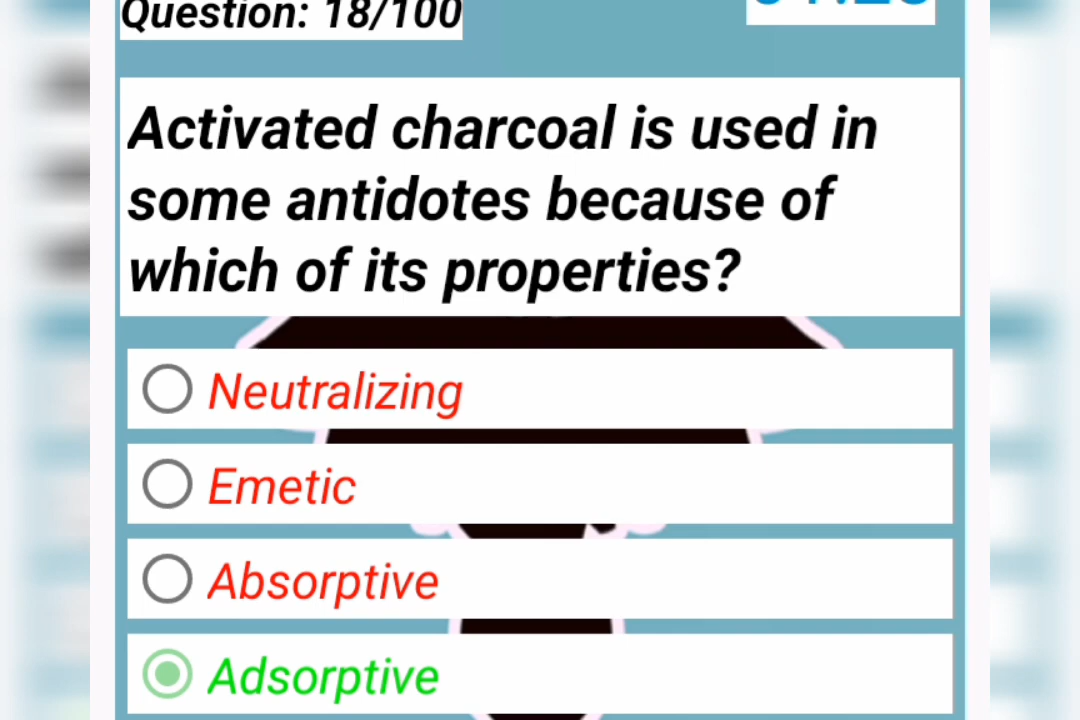 Question: 18/100
Activated charcoal is used in
some antidotes because of
which of its properties?
Neutralizing
Emetic
Absorptive
Adsorptive